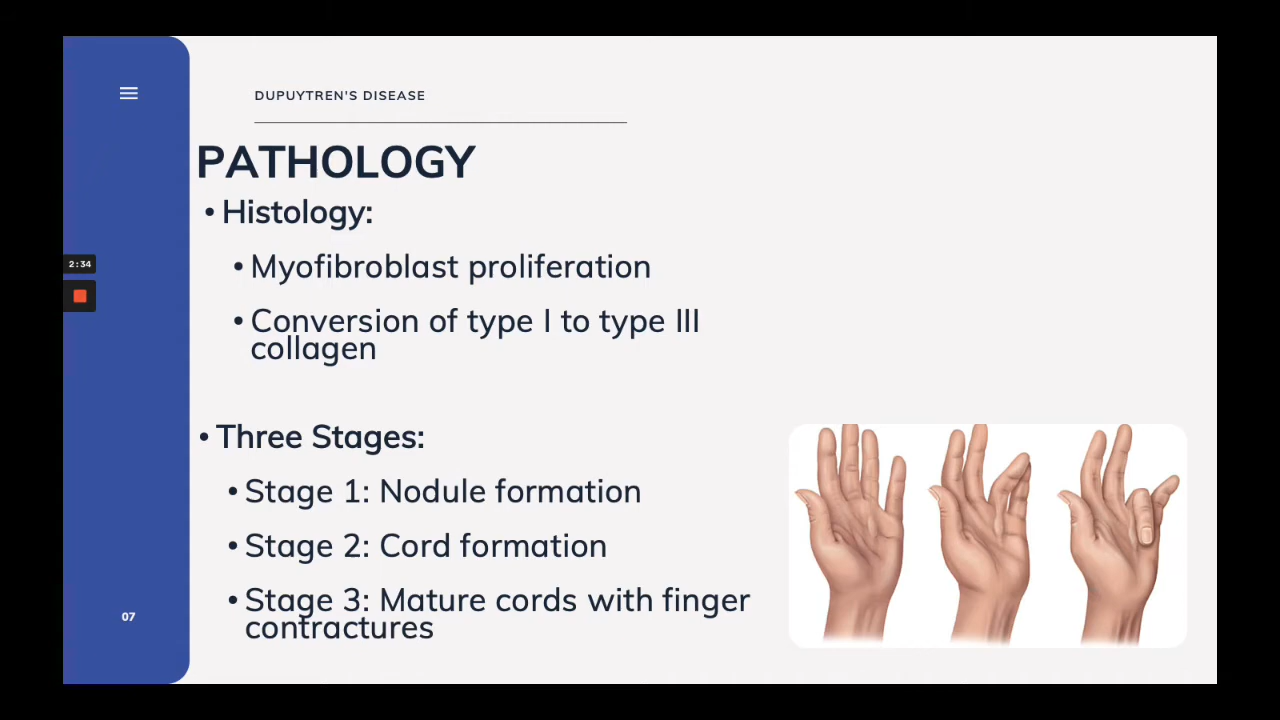 DUPUYTREN'S DISEASE
PATHOLOGY
• Histology:
• Myofibroblast proliferation
• Conversion of type I to type III
collagen
2:34
• Three Stages:
• Stage 1: Nodule formation
• Stage 2: Cord formation
• Stage 3: Mature cords with finger
contractures
07